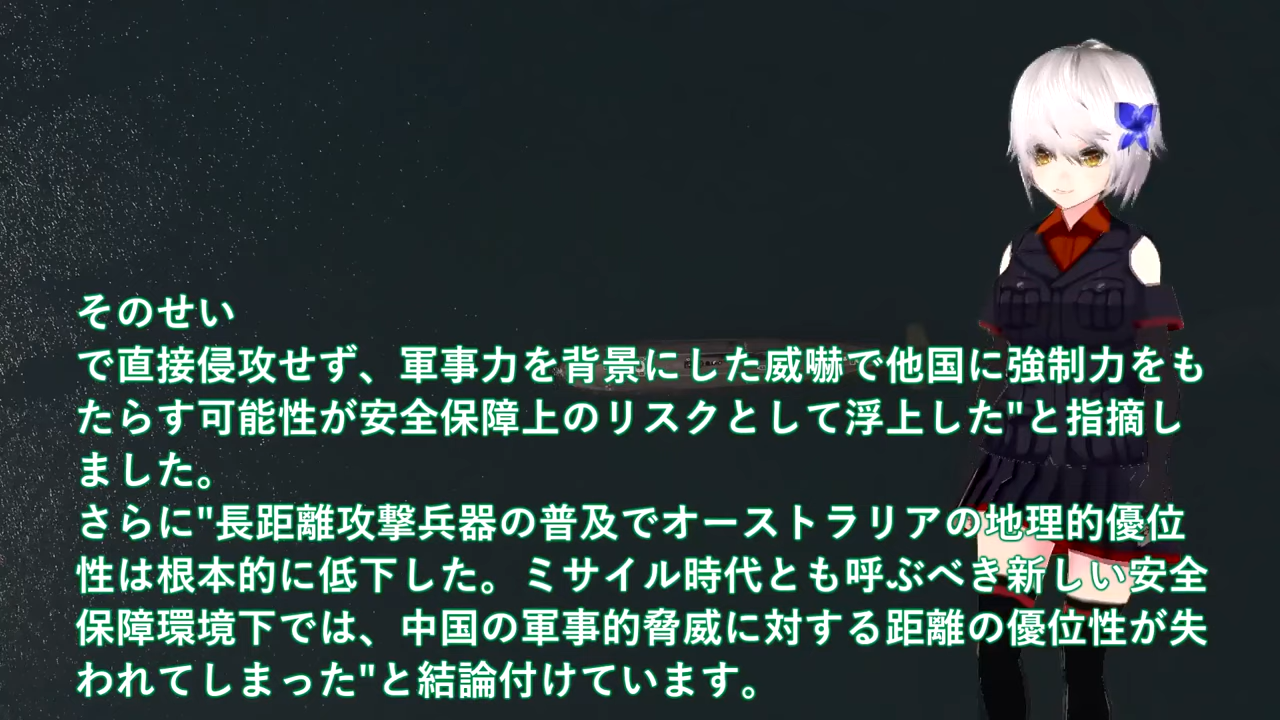 そのせい
で直接侵攻せず、軍事力を背景にした威嚇で他国に強制力をも
たらす可能性が安全保障上のリスクとして浮上した"と指摘し
ました。
さらに"長距離攻撃兵器の普及でオーストラリアの地理的優位
性は根本的に低下した。ミサイル時代とも呼ぶべき新しい安全
保障環境下では、中国の軍事的脅威に対する距離の優位性が失
われてしまった"と結論付けています。